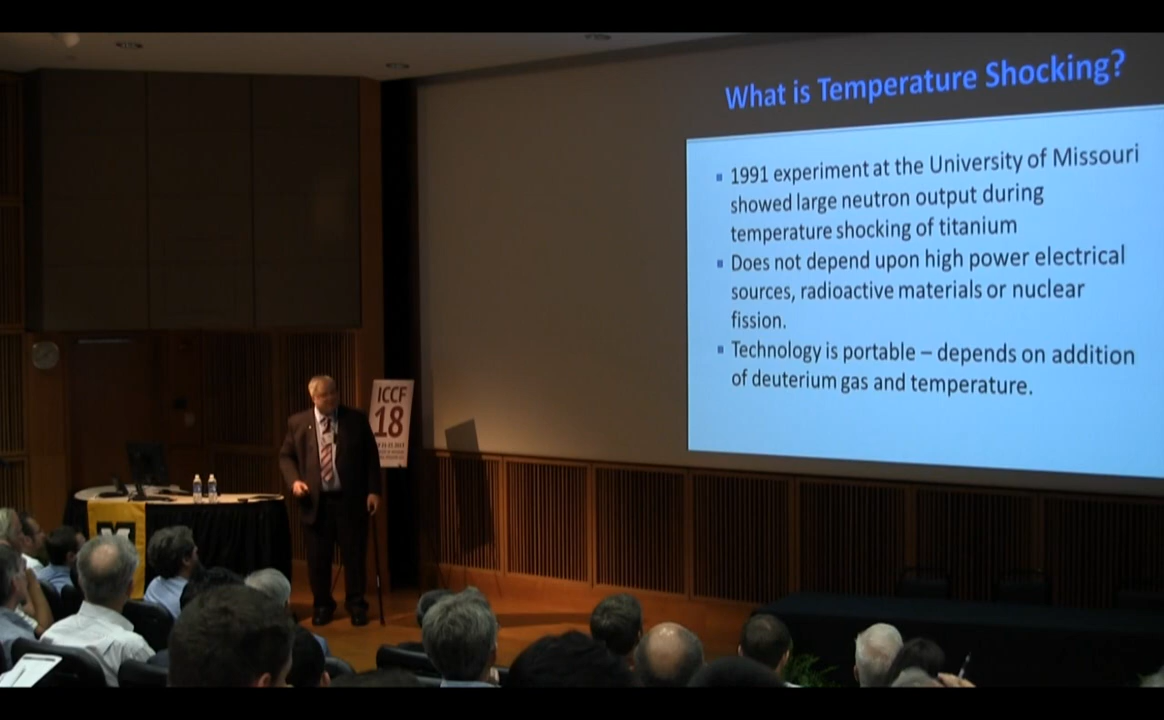 What is Temperature Shocking?
▪ 1991 experiment at the University of Missouri
showed large neutron output during
temperature shocking of titanium
▪ Does not depend upon high power electrical
sources, radioactive materials or nuclear
fission.
▪ Technology is portable – depends on addition
of deuterium gas and temperature.
ICCF
18